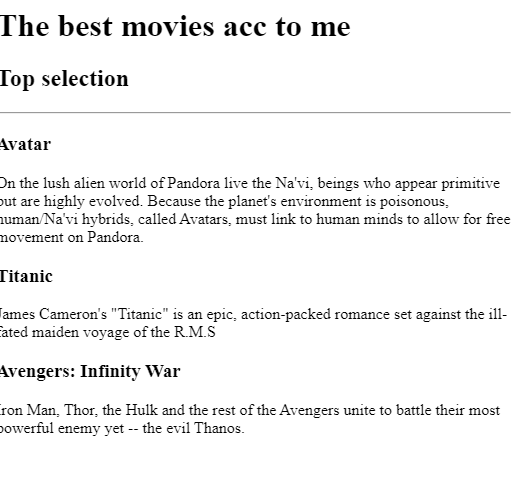 The best movies acc to me
Top selection
Avatar
On the lush alien world of Pandora live the Na'vi, beings who appear primitive
but are highly evolved. Because the planet's environment is poisonous,
human/Na'vi hybrids, called Avatars, must link to human minds to allow for free
movement on Pandora.
Titanic
James Cameron's "Titanic" is an epic, action-packed romance set against the ill-
fated maiden voyage of the R.M.S
Avengers: Infinity War
Iron Man, Thor, the Hulk and the rest of the Avengers unite to battle their most
powerful enemy yet -- the evil Thanos.